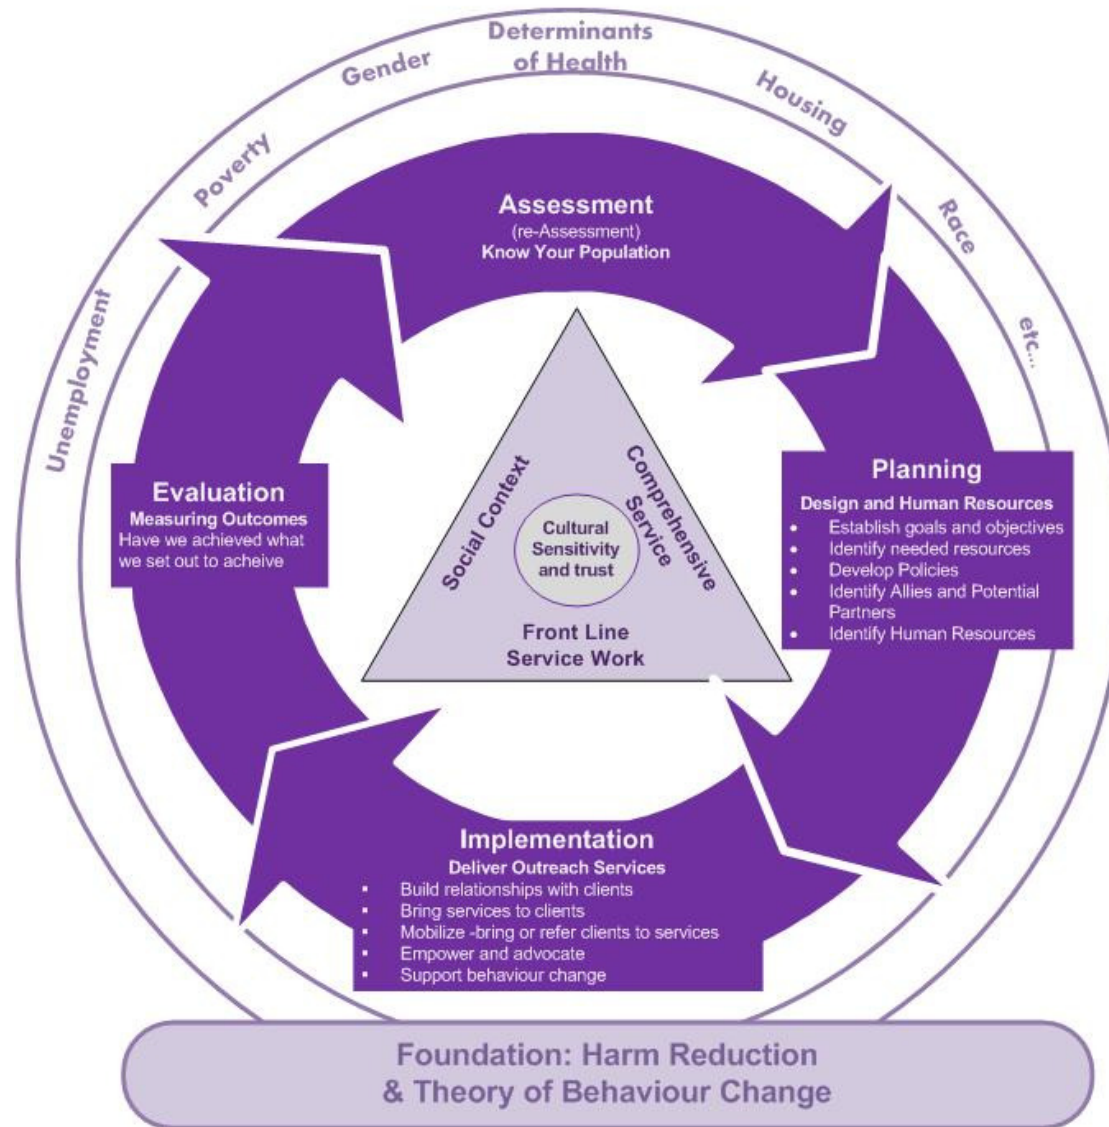 Determinants
of Health
Gender
Housing
Poverty
Race
Unemployment
etc...
Assessment
(re-Assessment)
Know Your Population
Planning
Design and Human Resources
• Establish goals and objectives
• Identify needed resources
• Develop Policies
• Identify Allies and Potential
Partners
• Identify Human Resources
Evaluation
Measuring Outcomes
Have we achieved what
we set out to acheive
Social Context
Comprehensive
Service
Cultural
Sensitivity
and trust
Front Line
Service Work
Implementation
Deliver Outreach Services
▪ Build relationships with clients
▪ Bring services to clients
▪ Mobilize -bring or refer clients to services
▪ Empower and advocate
▪ Support behaviour change
Foundation: Harm Reduction
& Theory of Behaviour Change